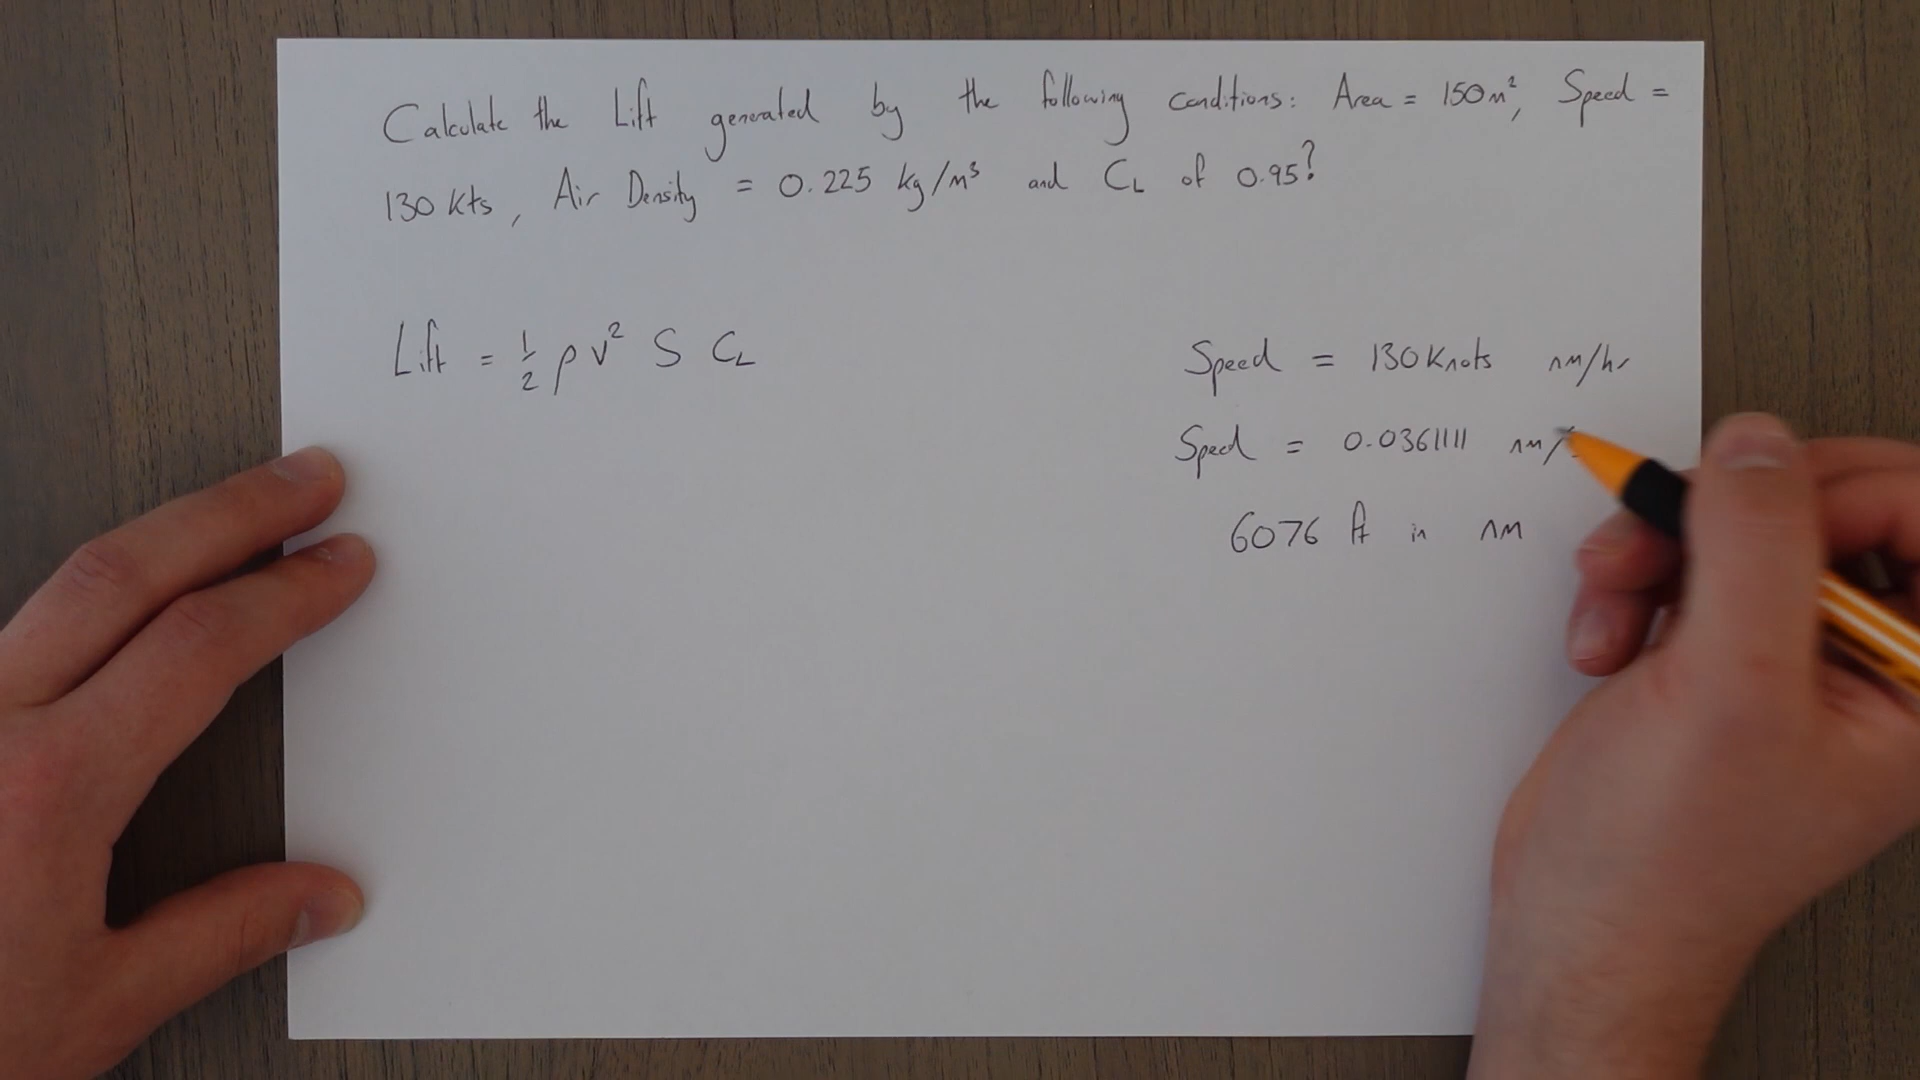 Calculate the Lift generated by the following conditions: Area = 150m², Speed =
130 kts, Air Density = 0.225 kg/m³ and CL of 0.95?
Lift = 1/2 ρ v² S CL
Speed = 130 Knots nm/hr
Speed = 0.0361111 nm/
6076 ft in nm